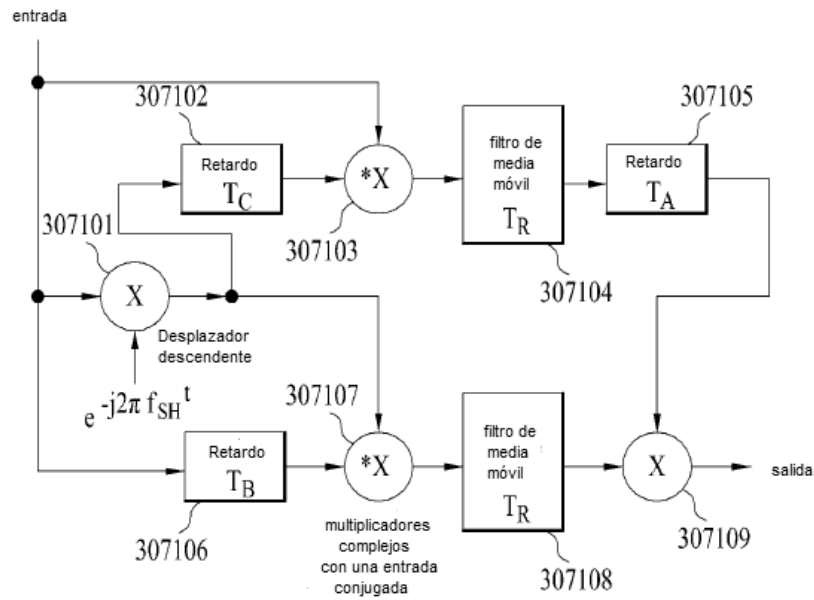 entrada
307102
307105
Retardo
T_C
*X
filtro de
media
móvil
T_R
Retardo
T_A
307101
307103
307104
X
Desplazador
descendente
e^-j2π f_SH t
307107
Retardo
T_B
*X
filtro de
media
móvil
T_R
X
salida
307106
multiplicadores
complejos
con una entrada
conjugada
307108
307109